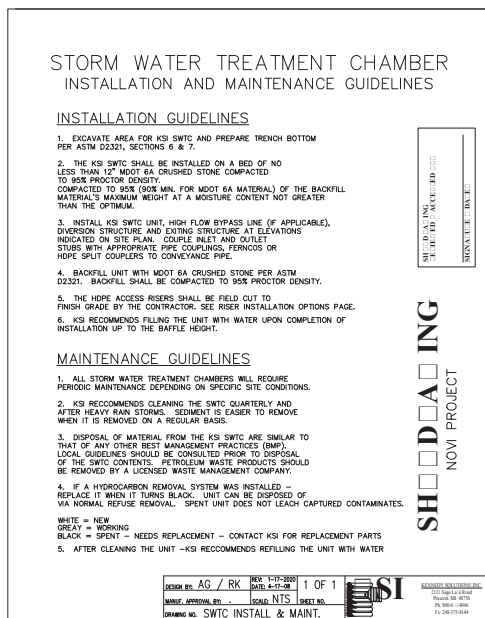 STORM WATER TREATMENT CHAMBER
INSTALLATION AND MAINTENANCE GUIDELINES
INSTALLATION GUIDELINES
1. EXCAVATE AREA FOR KSI SWTC AND PREPARE TRENCH BOTTOM
PER ASTM D2321, SECTIONS 6 & 7.
2. THE KSI SWTC SHALL BE INSTALLED ON A BED OF NO
LESS THAN 12" MDOT 6A CRUSHED STONE COMPACTED
TO 95% PROCTOR DENSITY.
COMPACTED TO 95% (90% MIN. FOR MDOT 6A MATERIAL) OF THE BACKFILL
MATERIAL'S MAXIMUM WEIGHT AT A MOISTURE CONTENT NOT GREATER
THAN THE OPTIMUM.
3. INSTALL KSI SWTC UNIT, HIGH FLOW BYPASS LINE (IF APPLICABLE),
DIVERSION STRUCTURE AND EXITING STRUCTURE AT ELEVATIONS
INDICATED ON SITE PLAN. COUPLE INLET AND OUTLET
STUBS WITH APPROPRIATE PIPE COUPLINGS, FERNCOS OR
HDPE SPLIT COUPLERS TO CONVEYANCE PIPE.
4. BACKFILL UNIT WITH MDOT 6A CRUSHED STONE PER ASTM
D2321. BACKFILL SHALL BE COMPACTED TO 95% PROCTOR DENSITY.
5. THE HDPE ACCESS RISERS SHALL BE FIELD CUT TO
FINISH GRADE BY THE CONTRACTOR. SEE RISER INSTALLATION OPTIONS PAGE.
6. KSI RECOMMENDS FILLING THE UNIT WITH WATER UPON COMPLETION OF
INSTALLATION UP TO THE BAFFLE HEIGHT.
MAINTENANCE GUIDELINES
1. ALL STORM WATER TREATMENT CHAMBERS WILL REQUIRE
PERIODIC MAINTENANCE DEPENDING ON SPECIFIC SITE CONDITIONS.
2. KSI RECCOMMENDS CLEANING THE SWTC QUARTERLY AND
AFTER HEAVY RAIN STORMS. SEDIMENT IS EASIER TO REMOVE
WHEN IT IS REMOVED ON A REGULAR BASIS.
3. DISPOSAL OF MATERIAL FROM THE KSI SWTC ARE SIMILAR TO
THAT OF ANY OTHER BEST MANAGEMENT PRACTICES (BMP).
LOCAL GUIDELINES SHOULD BE CONSULTED PRIOR TO DISPOSAL
OF THE SWTC CONTENTS. PETROLEUM WASTE PRODUCTS SHOULD
BE REMOVED BY A LICENSED WASTE MANAGEMENT COMPANY.
4. IF A HYDROCARBON REMOVAL SYSTEM WAS INSTALLED –
REPLACE IT WHEN IT TURNS BLACK. UNIT CAN BE DISPOSED OF
VIA NORMAL REFUSE REMOVAL. SPENT UNIT DOES NOT LEACH CAPTURED CONTAMINATES.
WHITE = NEW
GREAY = WORKING
BLACK = SPENT – NEEDS REPLACEMENT – CONTACT KSI FOR REPLACEMENT PARTS
5. AFTER CLEANING THE UNIT –KSI RECCOMMENDS REFILLING THE UNIT WITH WATER
NOVI PROJECT
DESIGN BY: AG / RK
REV: 1-17-2020
DATE: 4-17-08
1 OF 1
MANUF. APPROVAL BY: .
SCALE: NTS
SHEET NO.
DRAWING NO. SWTC INSTALL & MAINT.
SI
KENNEDY SOLUTIONS, INC
Prescott MI 48756